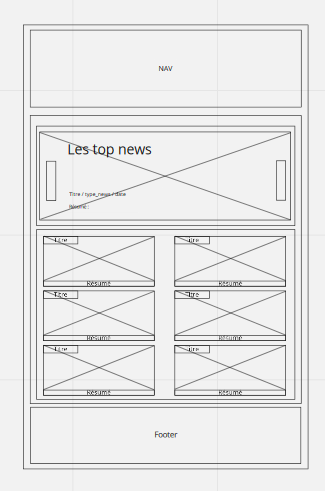 NAV
Les top news
Titre / type_news / date
Résumé :
Titre
Titre
Résumé
Résumé
Titre
Titre
Résumé
Résumé
Titre
Titre
Résumé
Résumé
Footer